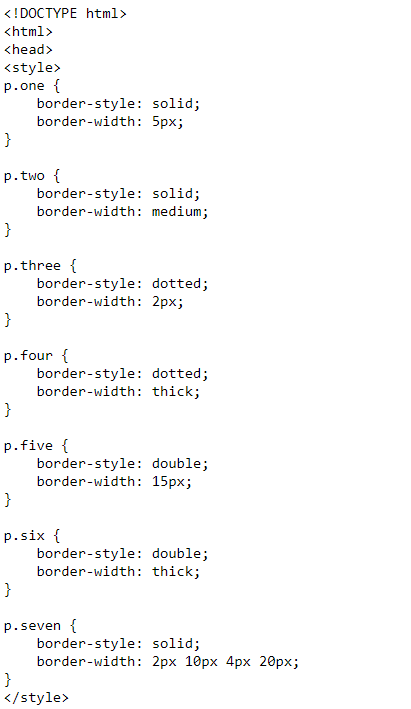 <!DOCTYPE html>
<html>
<head>
<style>
p.one {
    border-style: solid;
    border-width: 5px;
}

p.two {
    border-style: solid;
    border-width: medium;
}

p.three {
    border-style: dotted;
    border-width: 2px;
}

p.four {
    border-style: dotted;
    border-width: thick;
}

p.five {
    border-style: double;
    border-width: 15px;
}

p.six {
    border-style: double;
    border-width: thick;
}

p.seven {
    border-style: solid;
    border-width: 2px 10px 4px 20px;
}
</style>